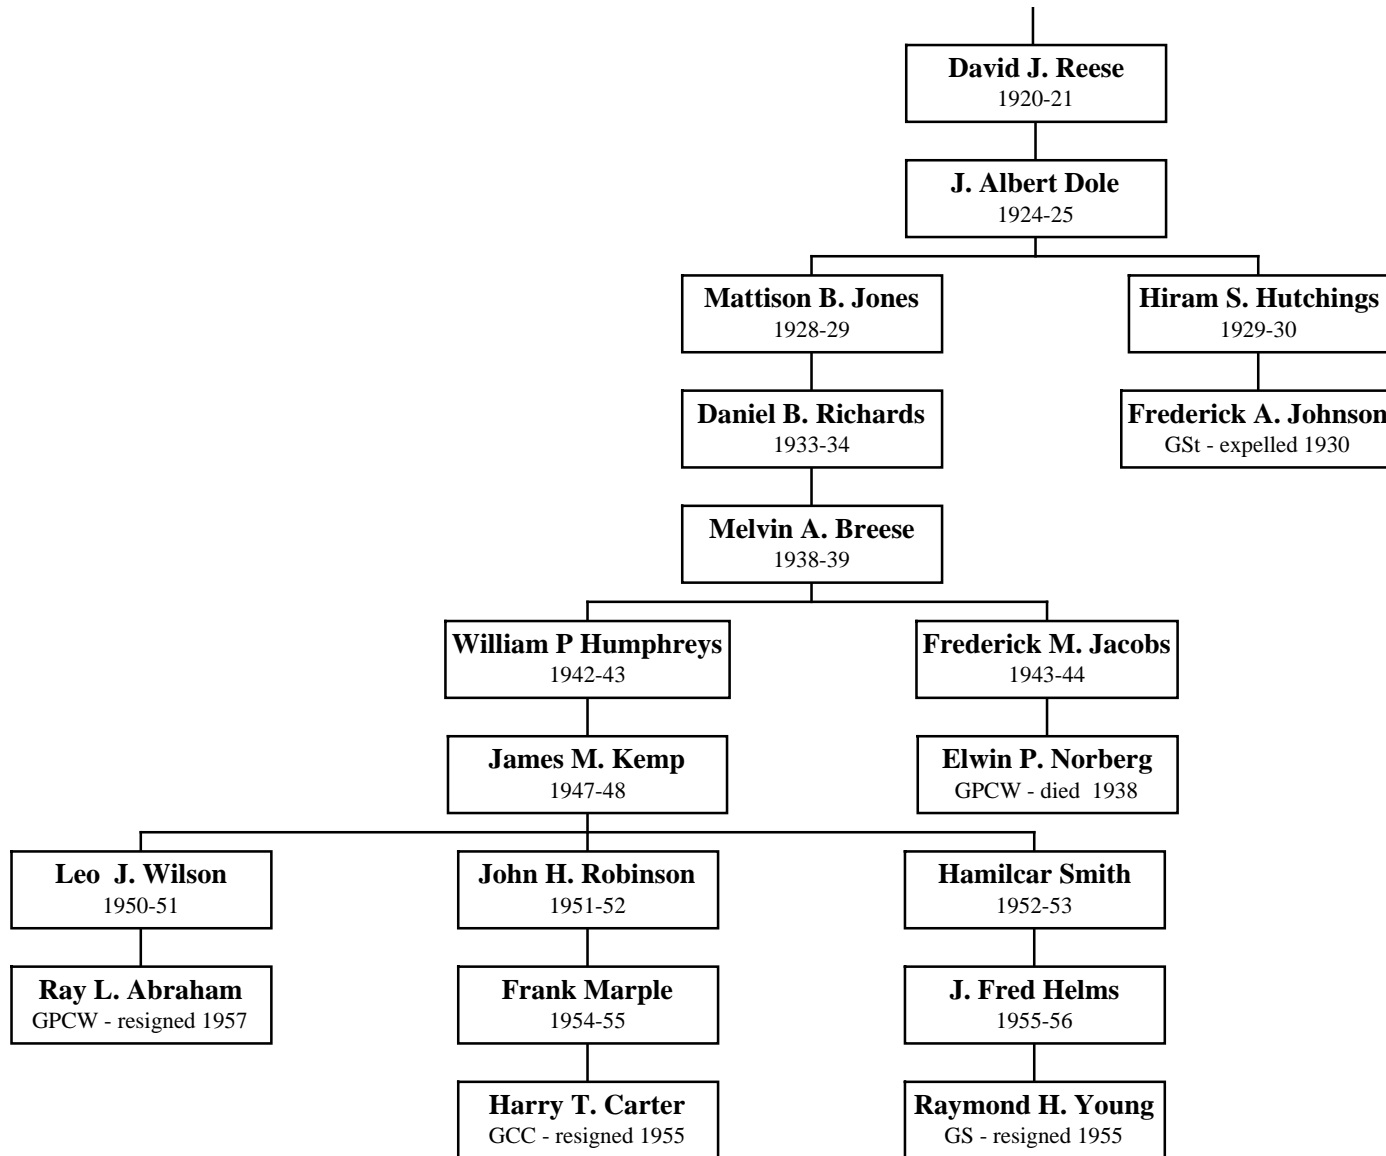 David J. Reese
1920-21
J. Albert Dole
1924-25
Mattison B. Jones
1928-29
Hiram S. Hutchings
1929-30
Daniel B. Richards
1933-34
Frederick A. Johnson
GSt - expelled 1930
Melvin A. Breese
1938-39
William P Humphreys
1942-43
Frederick M. Jacobs
1943-44
James M. Kemp
1947-48
Elwin P. Norberg
GPCW - died  1938
Leo  J. Wilson
1950-51
John H. Robinson
1951-52
Hamilcar Smith
1952-53
Ray L. Abraham
GPCW - resigned 1957
Frank Marple
1954-55
J. Fred Helms
1955-56
Harry T. Carter
GCC - resigned 1955
Raymond H. Young
GS - resigned 1955